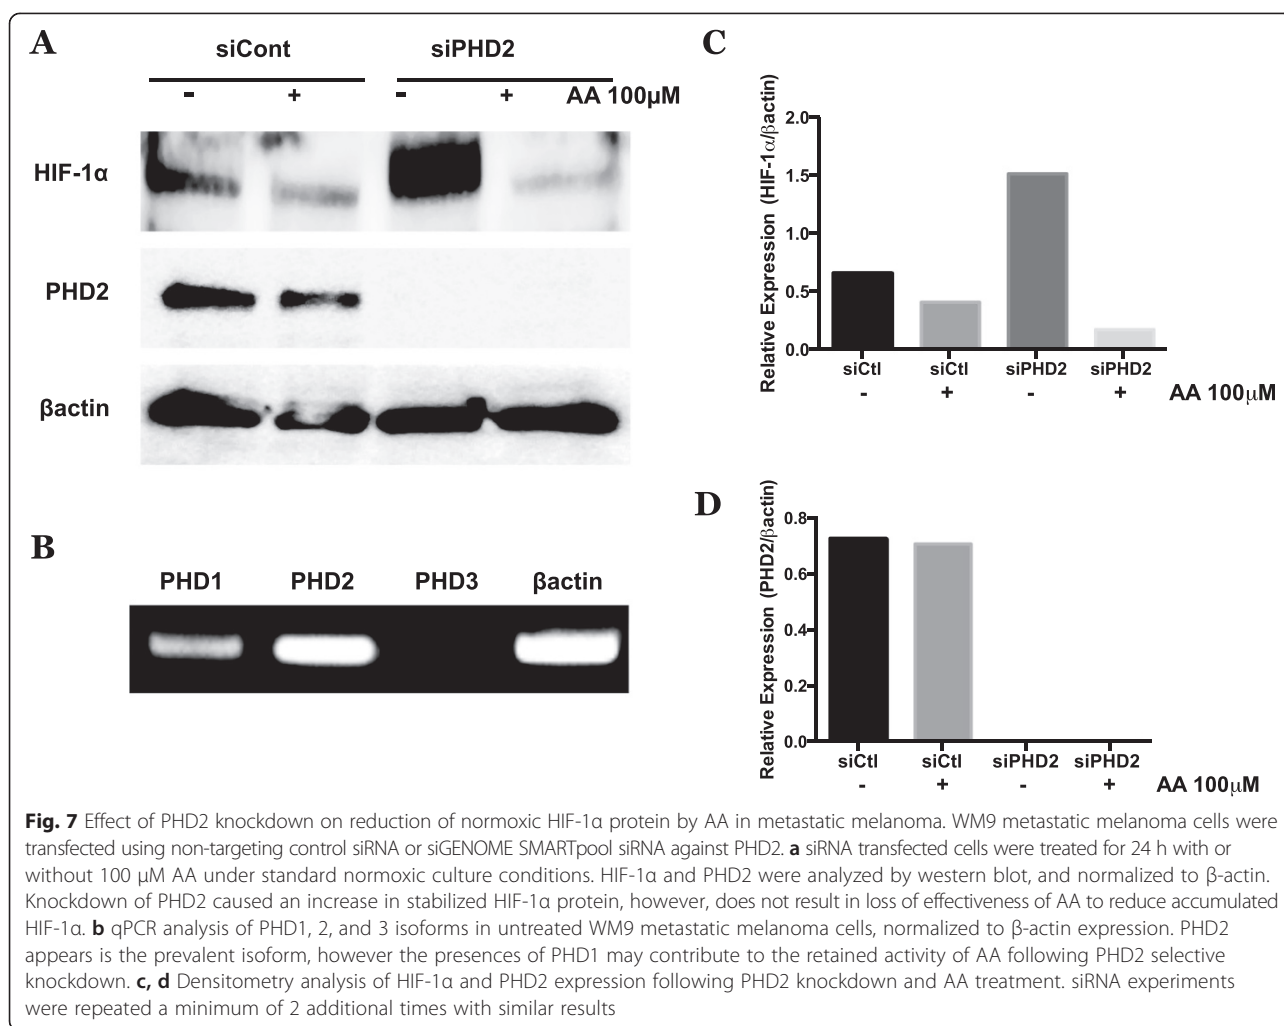 A
siCont siPHD2
- + - + AA 100µM
HIF-1α
PHD2
βactin
B
PHD1 PHD2 PHD3 βactin
C
Relative Expression (HIF-1α/βactin)
2.0
1.5
1.0
0.5
0.0
siCtl siCtl siPHD2 siPHD2
- + - + AA 100µM
D
Relative Expression (PHD2/βactin)
0.8
0.6
0.4
0.2
0.0
siCtl siCtl siPHD2 siPHD2
- + - + AA 100µM
Fig. 7 Effect of PHD2 knockdown on reduction of normoxic HIF-1α protein by AA in metastatic melanoma. WM9 metastatic melanoma cells were
transfected using non-targeting control siRNA or siGENOME SMARTpool siRNA against PHD2. a siRNA transfected cells were treated for 24 h with or
without 100 µM AA under standard normoxic culture conditions. HIF-1α and PHD2 were analyzed by western blot, and normalized to β-actin.
Knockdown of PHD2 caused an increase in stabilized HIF-1α protein, however, does not result in loss of effectiveness of AA to reduce accumulated
HIF-1α. b qPCR analysis of PHD1, 2, and 3 isoforms in untreated WM9 metastatic melanoma cells, normalized to β-actin expression. PHD2
appears is the prevalent isoform, however the presences of PHD1 may contribute to the retained activity of AA following PHD2 selective
knockdown. c, d Densitometry analysis of HIF-1α and PHD2 expression following PHD2 knockdown and AA treatment. siRNA experiments
were repeated a minimum of 2 additional times with similar results